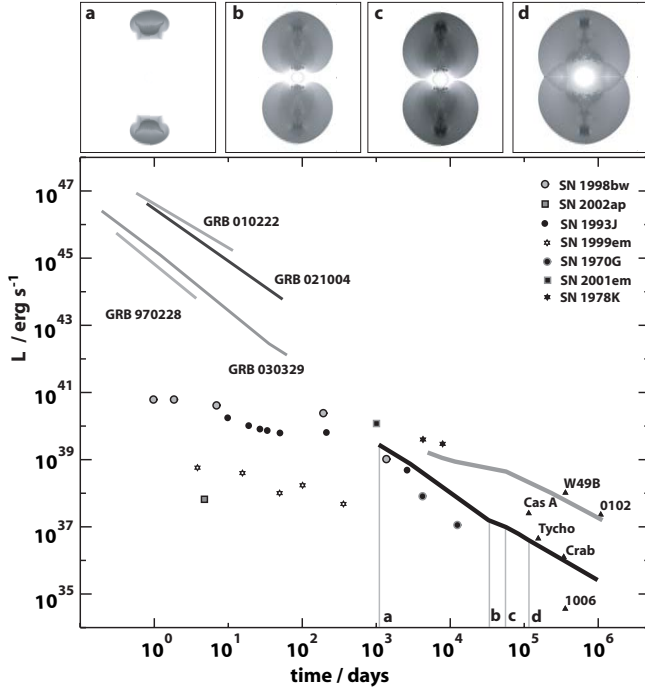 a
b
c
d
10^47
10^45
10^43
10^41
10^39
10^37
10^35
L / erg s^-1
GRB 010222
GRB 021004
GRB 970228
GRB 030329
SN 1998bw
SN 2002ap
SN 1993J
SN 1999em
SN 1970G
SN 2001em
SN 1978K
W49B
Cas A
0102
Tycho
Crab
1006
a
b
c
d
10^0
10^1
10^2
10^3
10^4
10^5
10^6
time / days